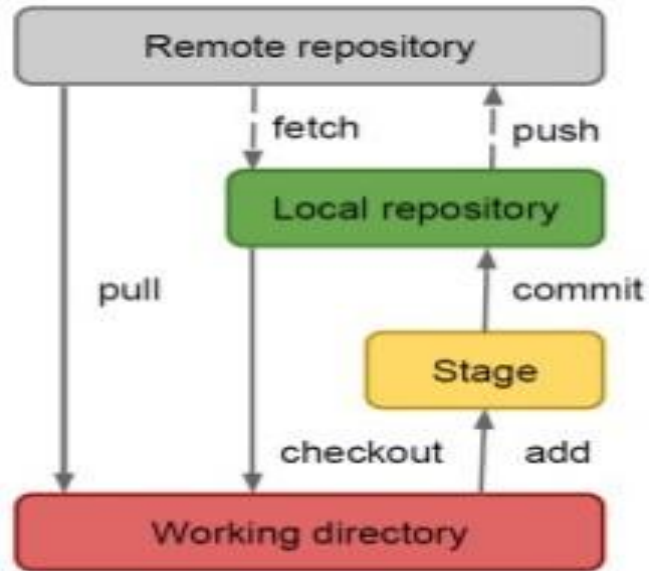 Remote repository
fetch
push
Local repository
pull
commit
Stage
checkout
add
Working directory